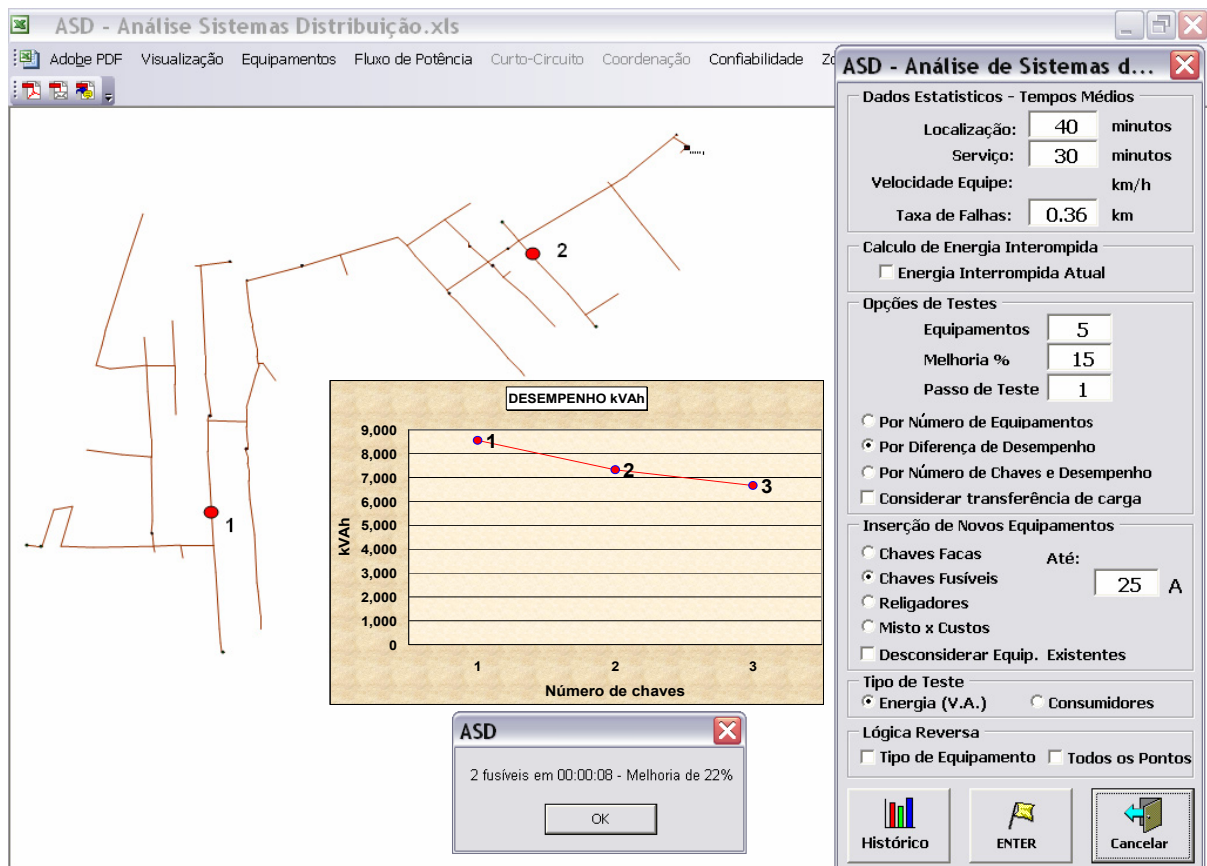 ASD - Análise Sistemas Distribuição.xls
Adobe PDF Visualização Equipamentos Fluxo de Potência Curto-Circuito Coordenação Confiabilidade Zo
2
1
DESEMPENHO kVAh
9,000
8,000
7,000
6,000
5,000
4,000
3,000
2,000
1,000
0
kVAh
1
2
3
1 2 3
Número de chaves
ASD
2 fusíveis em 00:00:08 - Melhoria de 22%
OK
ASD - Análise de Sistemas d...
Dados Estatisticos - Tempos Médios
Localização: 40 minutos
Serviço: 30 minutos
Velocidade Equipe: km/h
Taxa de Falhas: 0.36 km
Calculo de Energia Interompida
Energia Interrompida Atual
Opções de Testes
Equipamentos 5
Melhoria % 15
Passo de Teste 1
Por Número de Equipamentos
Por Diferença de Desempenho
Por Número de Chaves e Desempenho
Considerar transferência de carga
Inserção de Novos Equipamentos
Chaves Facas Até:
Chaves Fusíveis 25 A
Religadores
Misto x Custos
Desconsiderar Equip. Existentes
Tipo de Teste
Energia (V.A.) Consumidores
Lógica Reversa
Tipo de Equipamento Todos os Pontos
Histórico ENTER Cancelar